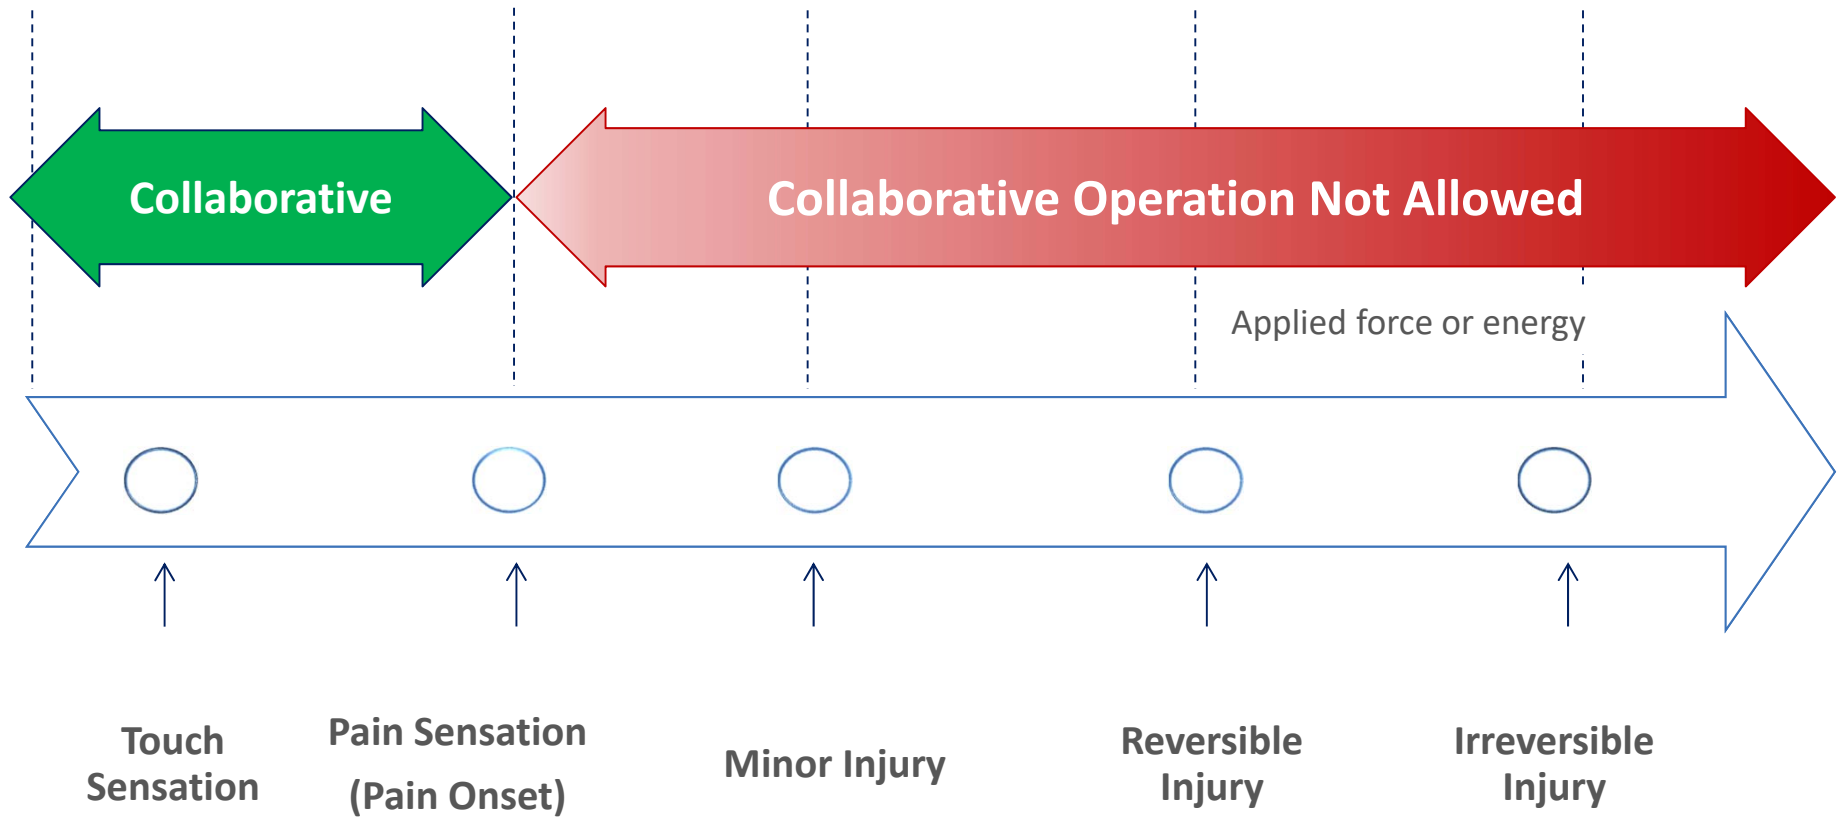 Collaborative
Collaborative Operation Not Allowed
Applied force or energy
Touch
Sensation
Pain Sensation
(Pain Onset)
Minor Injury
Reversible
Injury
Irreversible
Injury